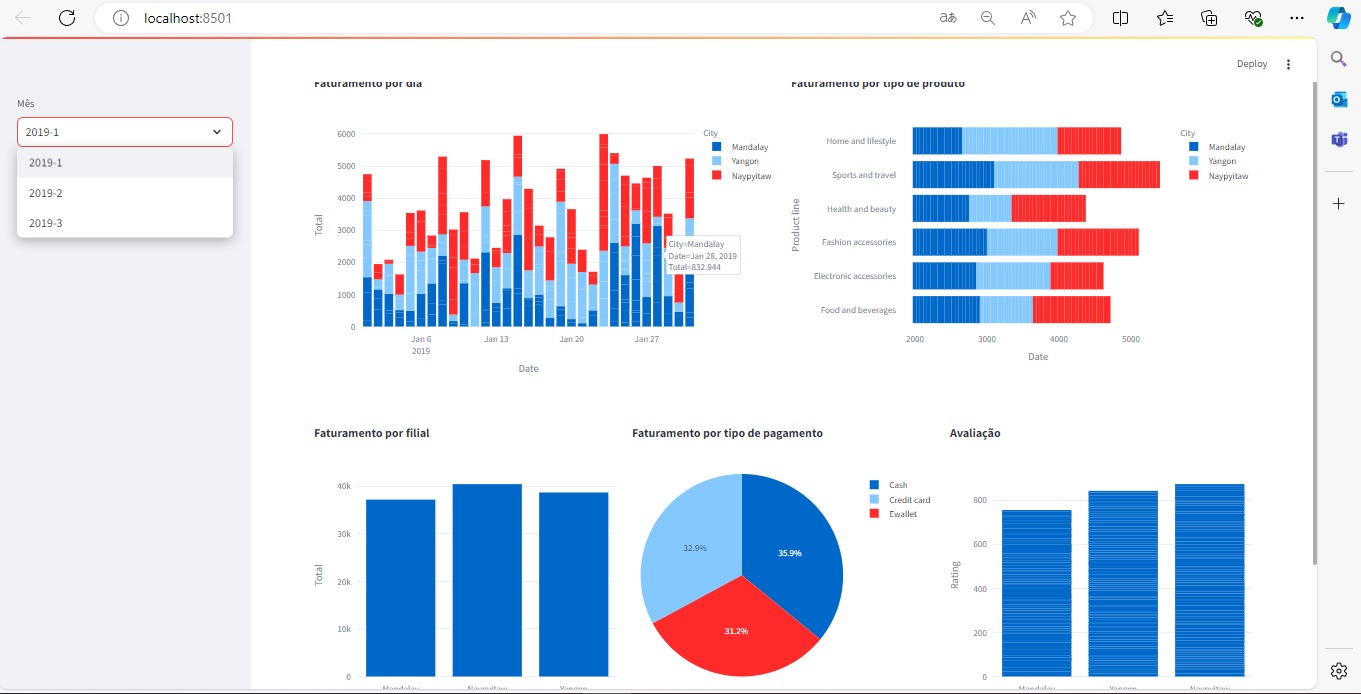 localhost:8501
Deploy
Mês
2019-1
2019-1
2019-2
2019-3
Faturamento por dia
6000
5000
4000
3000
2000
1000
0
Total
Jan 6
2019
Jan 13
Jan 20
Jan 27
Date
City
Mandalay
Yangon
Naypyitaw
City=Mandalay
Date=Jan 28, 2019
Total=832.944
Faturamento por tipo de produto
Product line
Home and lifestyle
Sports and travel
Health and beauty
Fashion accessories
Electronic accessories
Food and beverages
2000
3000
4000
5000
Date
City
Mandalay
Yangon
Naypyitaw
Faturamento por filial
40k
30k
20k
10k
0
Total
Mandalay
Naypyitaw
Yangon
Faturamento por tipo de pagamento
32.9%
35.9%
31.2%
Cash
Credit card
Ewallet
Avaliação
800
600
400
200
0
Rating
Mandalay
Yangon
Naypyitaw